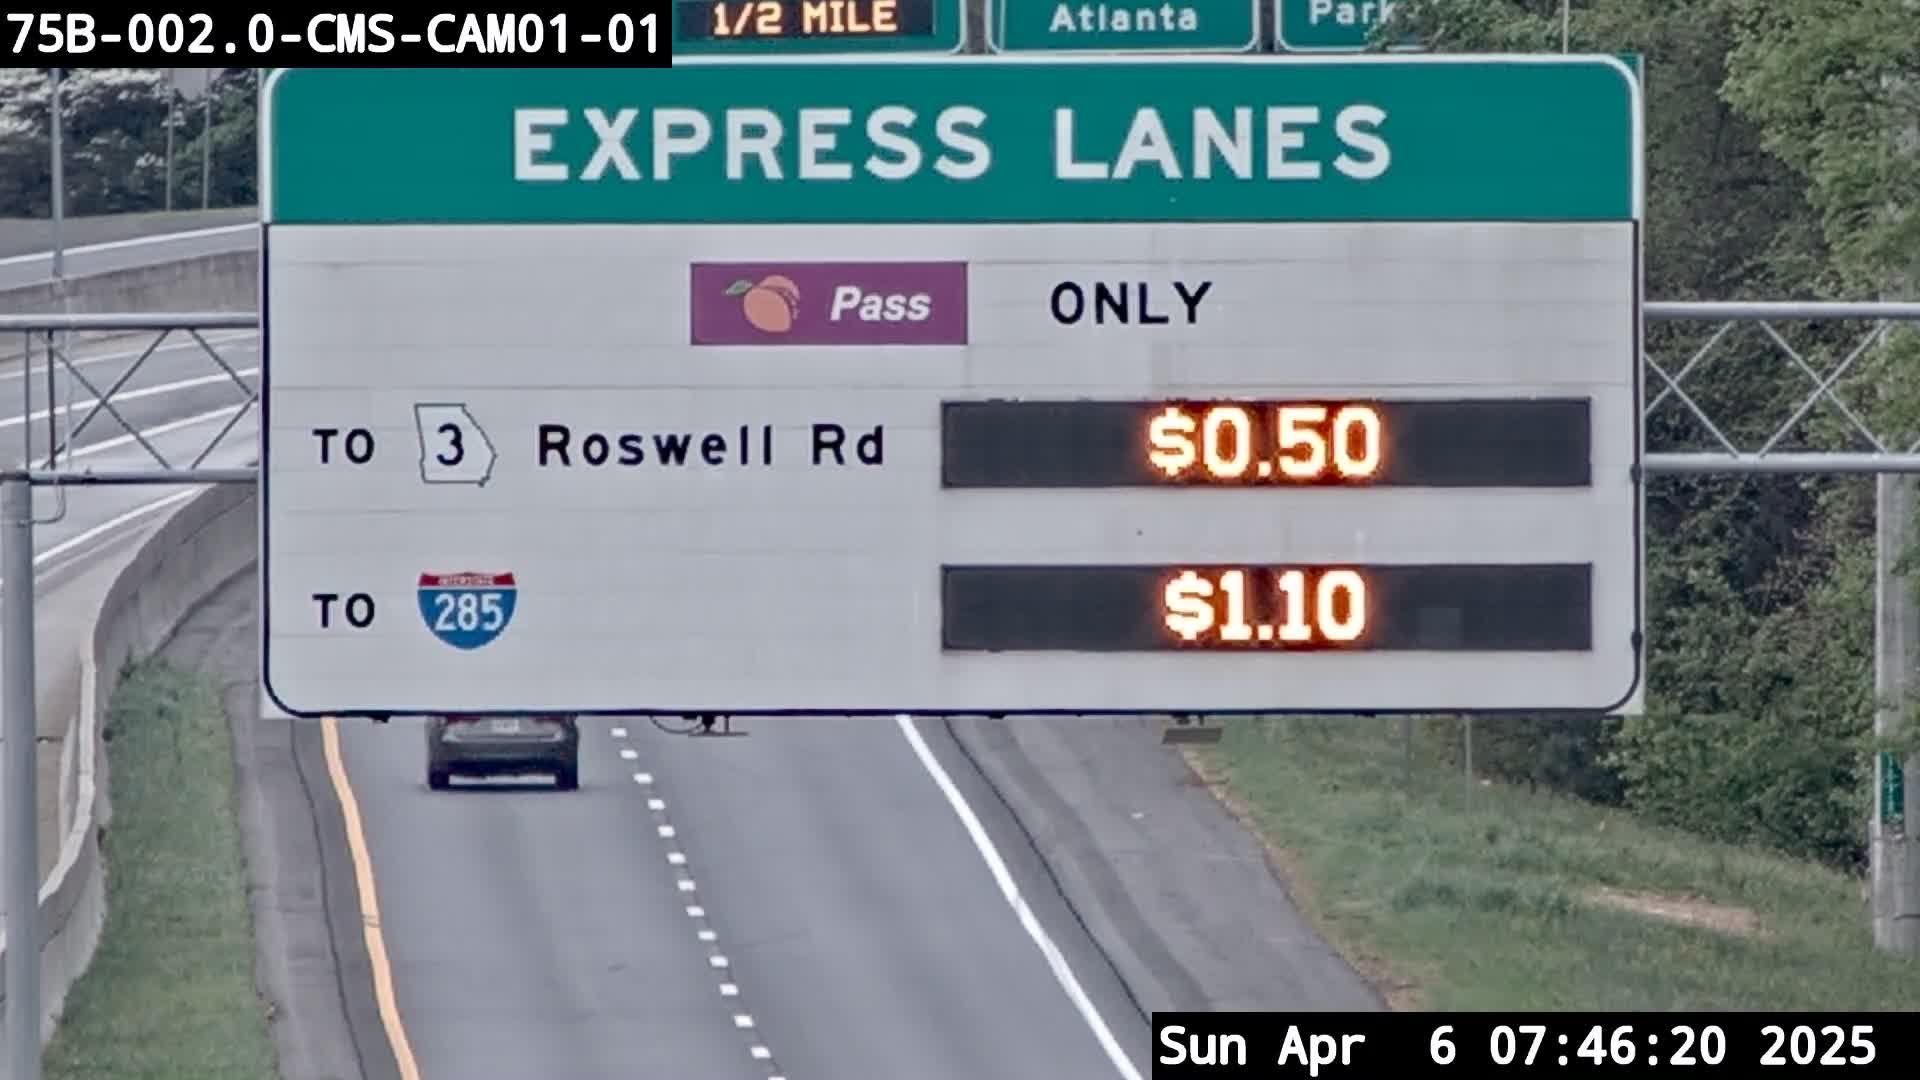 75B-002.0-CMS-CAM01-01
1/2 MILE
Atlanta
Park
EXPRESS LANES
Pass ONLY
TO 3 Roswell Rd $0.50
TO 285 $1.10
Sun Apr 6 07:46:20 2025